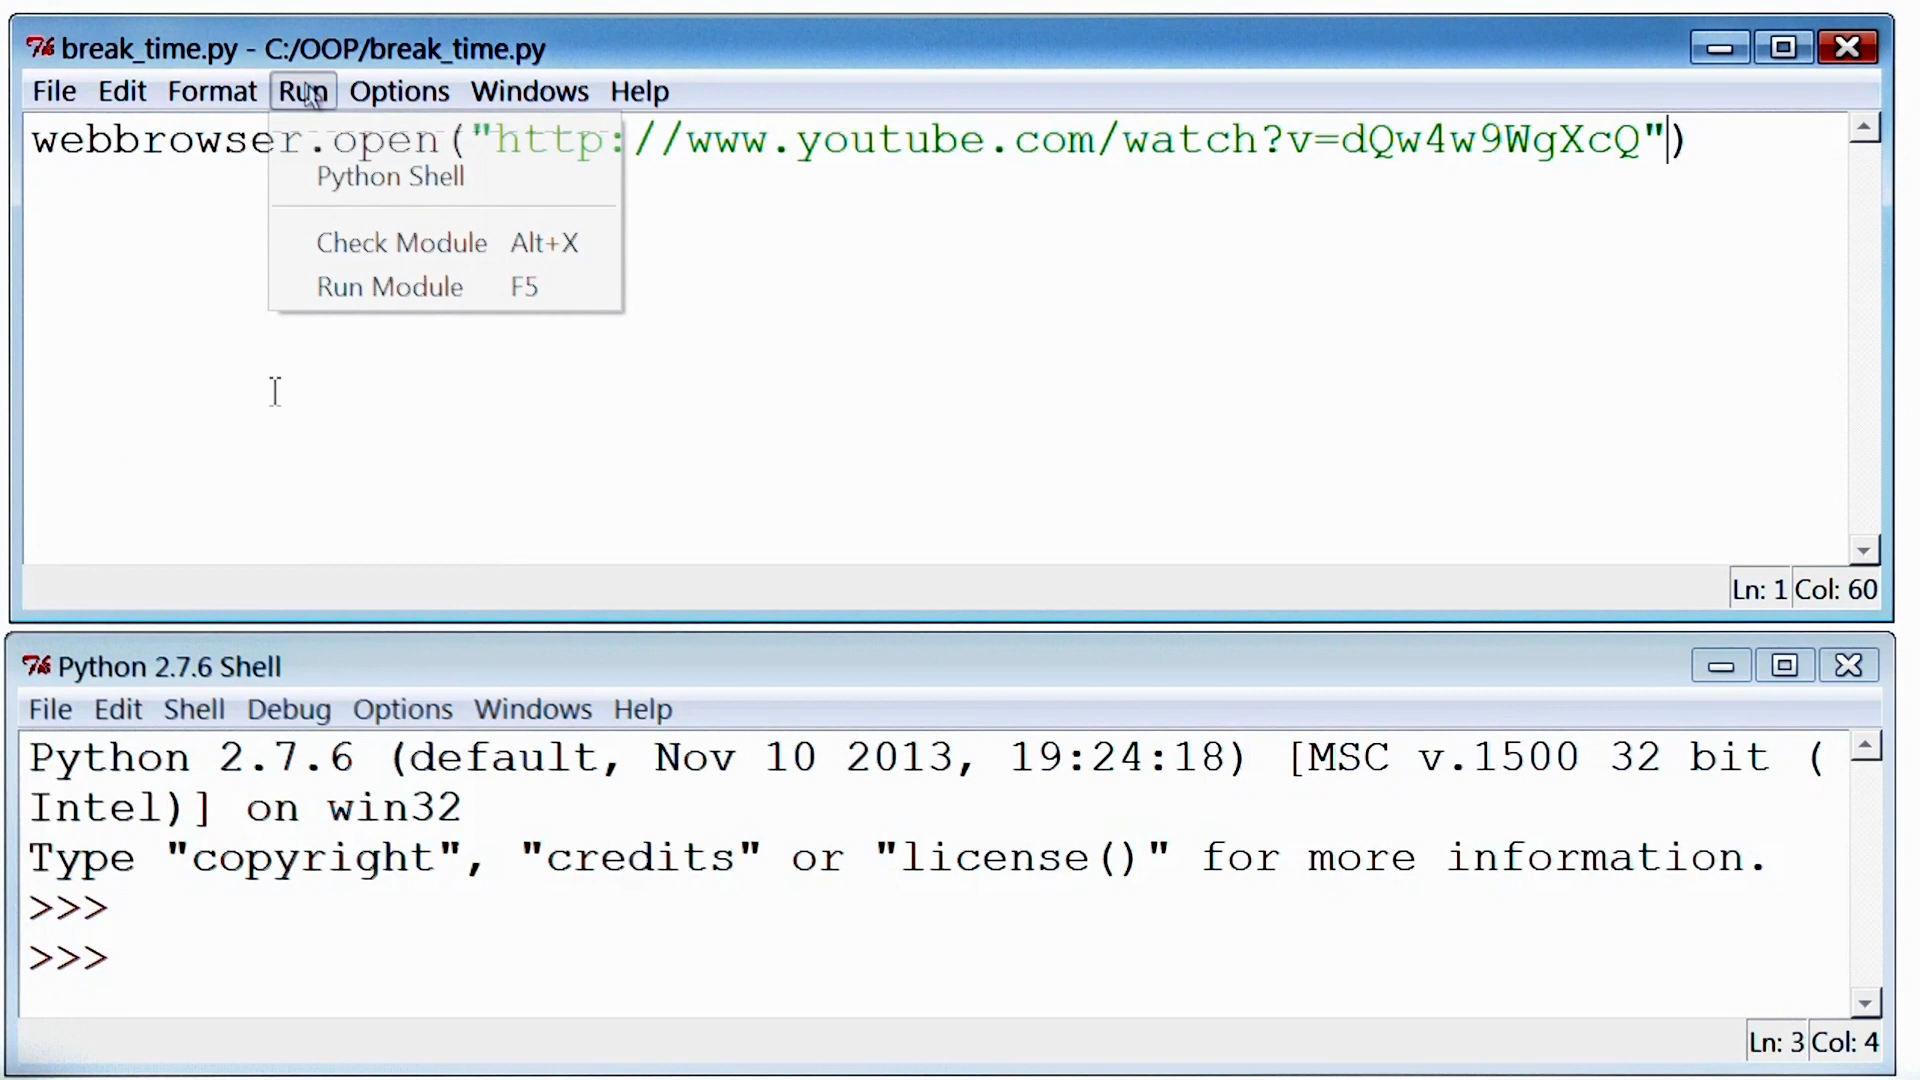 break_time.py - C:/OOP/break_time.py
File Edit Format Run Options Windows Help
webbrowser.open("http://www.youtube.com/watch?v=dQw4w9WgXcQ")
Python Shell
Check Module Alt+X
Run Module F5
Ln: 1 Col: 60
Python 2.7.6 Shell
File Edit Shell Debug Options Windows Help
Python 2.7.6 (default, Nov 10 2013, 19:24:18) [MSC v.1500 32 bit (
Intel)] on win32
Type "copyright", "credits" or "license()" for more information.
>>>
>>>
Ln: 3 Col: 4